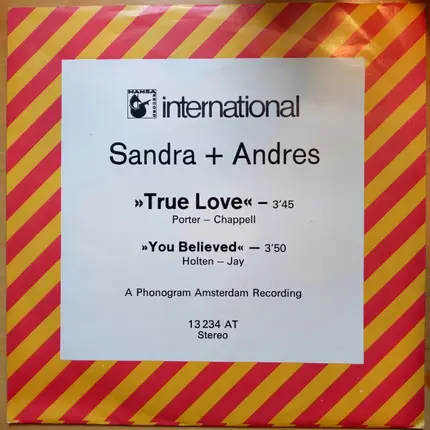 HANSA RECORD
international
Sandra + Andres
»True Love« – 3'45
Porter – Chappell
»You Believed« — 3'50
Holten – Jay
A Phonogram Amsterdam Recording
13 234 AT
Stereo